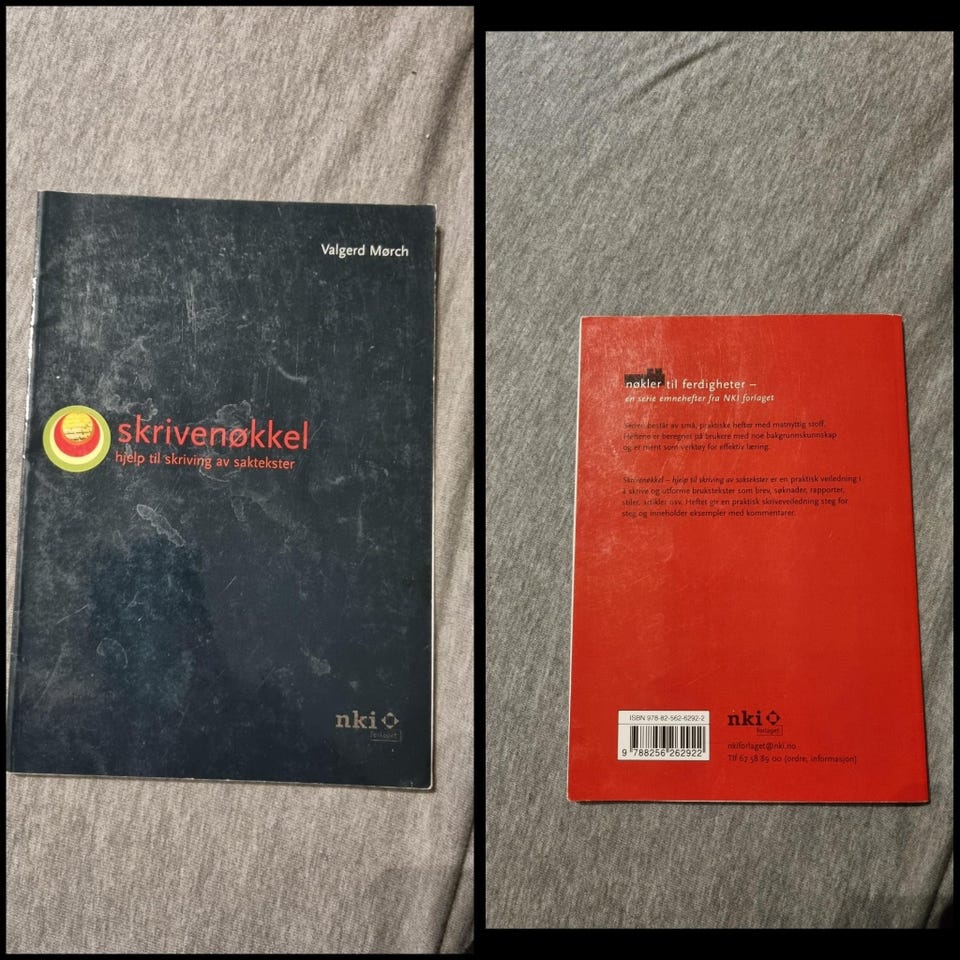 Valgerd Mørch
skrivenøkkel
hjelp til skriving av saktekster
nki
forlaget
nøkler til ferdigheter –
en serie emnehefter fra NKI forlaget
Serien består av små, praktiske hefter med matnyttig stoff.
Heftene er beregnet på brukere med noe bakgrunnskunnskap
og er ment som verktøy for effektiv læring.
Skrivenøkkel – hjelp til skriving av saktekster er en praktisk veiledning i
å skrive og utforme brukstekster som brev, søknader, rapporter,
stiler, artikler osv. Heftet gir en praktisk skriveveiledning steg for
steg og inneholder eksempler med kommentarer.
ISBN 978-82-562-6292-2
9 788256 262922
nki
forlaget
nkiforlaget@nki.no
Tlf 67 58 89 00 (ordre, informasjon)